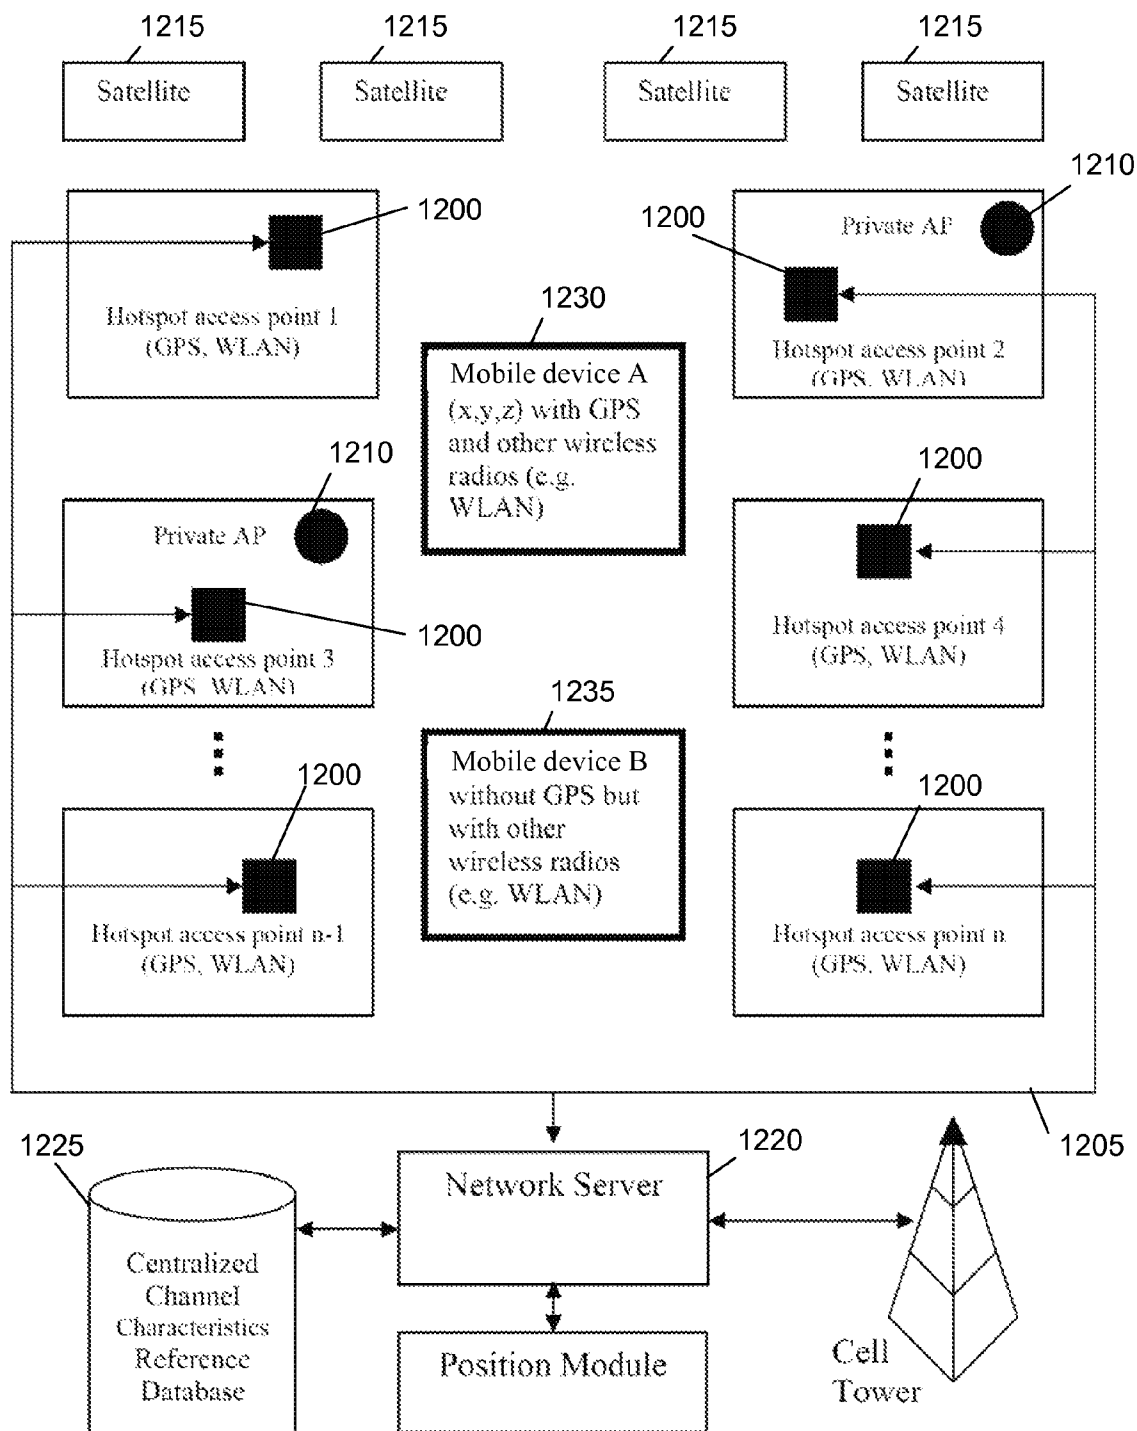 1215
1215
1215
1215
Satellite
Satellite
Satellite
Satellite
1210
1200
1200
Private AP
Hotspot access point 1
(GPS, WLAN)
1230
Hotspot access point 2
(GPS, WLAN)
Mobile device A
(x,y,z) with GPS
and other wireless
radios (e.g.
WLAN)
1210
1200
Private AP
1200
Hotspot access point 3
(GPS, WLAN)
Hotspot access point 4
(GPS, WLAN)
1235
1200
Mobile device B
without GPS but
with other
wireless radios
(e.g. WLAN)
1200
Hotspot access point n-1
(GPS, WLAN)
Hotspot access point n
(GPS, WLAN)
1225
1220
1205
Network Server
Centralized
Channel
Characteristics
Reference
Database
Position Module
Cell
Tower